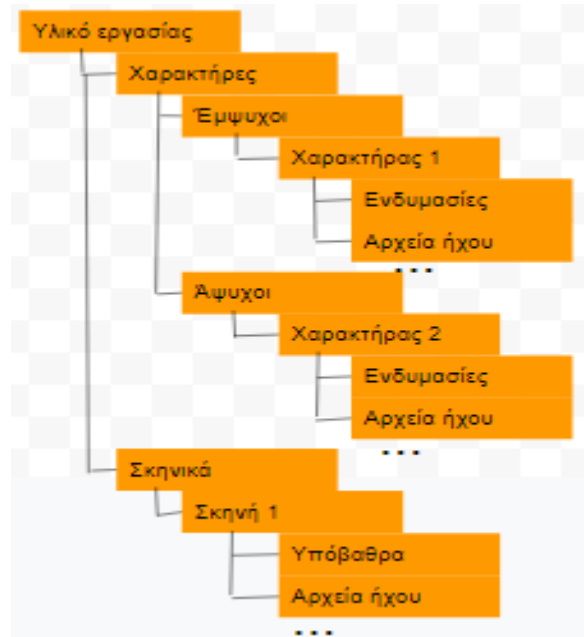 Υλικό εργασίας
Χαρακτήρες
Έμψυχοι
Χαρακτήρας 1
Ενδυμασίες
Αρχεία ήχου
...
Άψυχοι
Χαρακτήρας 2
Ενδυμασίες
Αρχεία ήχου
...
Σκηνικά
Σκηνή 1
Υπόβαθρα
Αρχεία ήχου
...